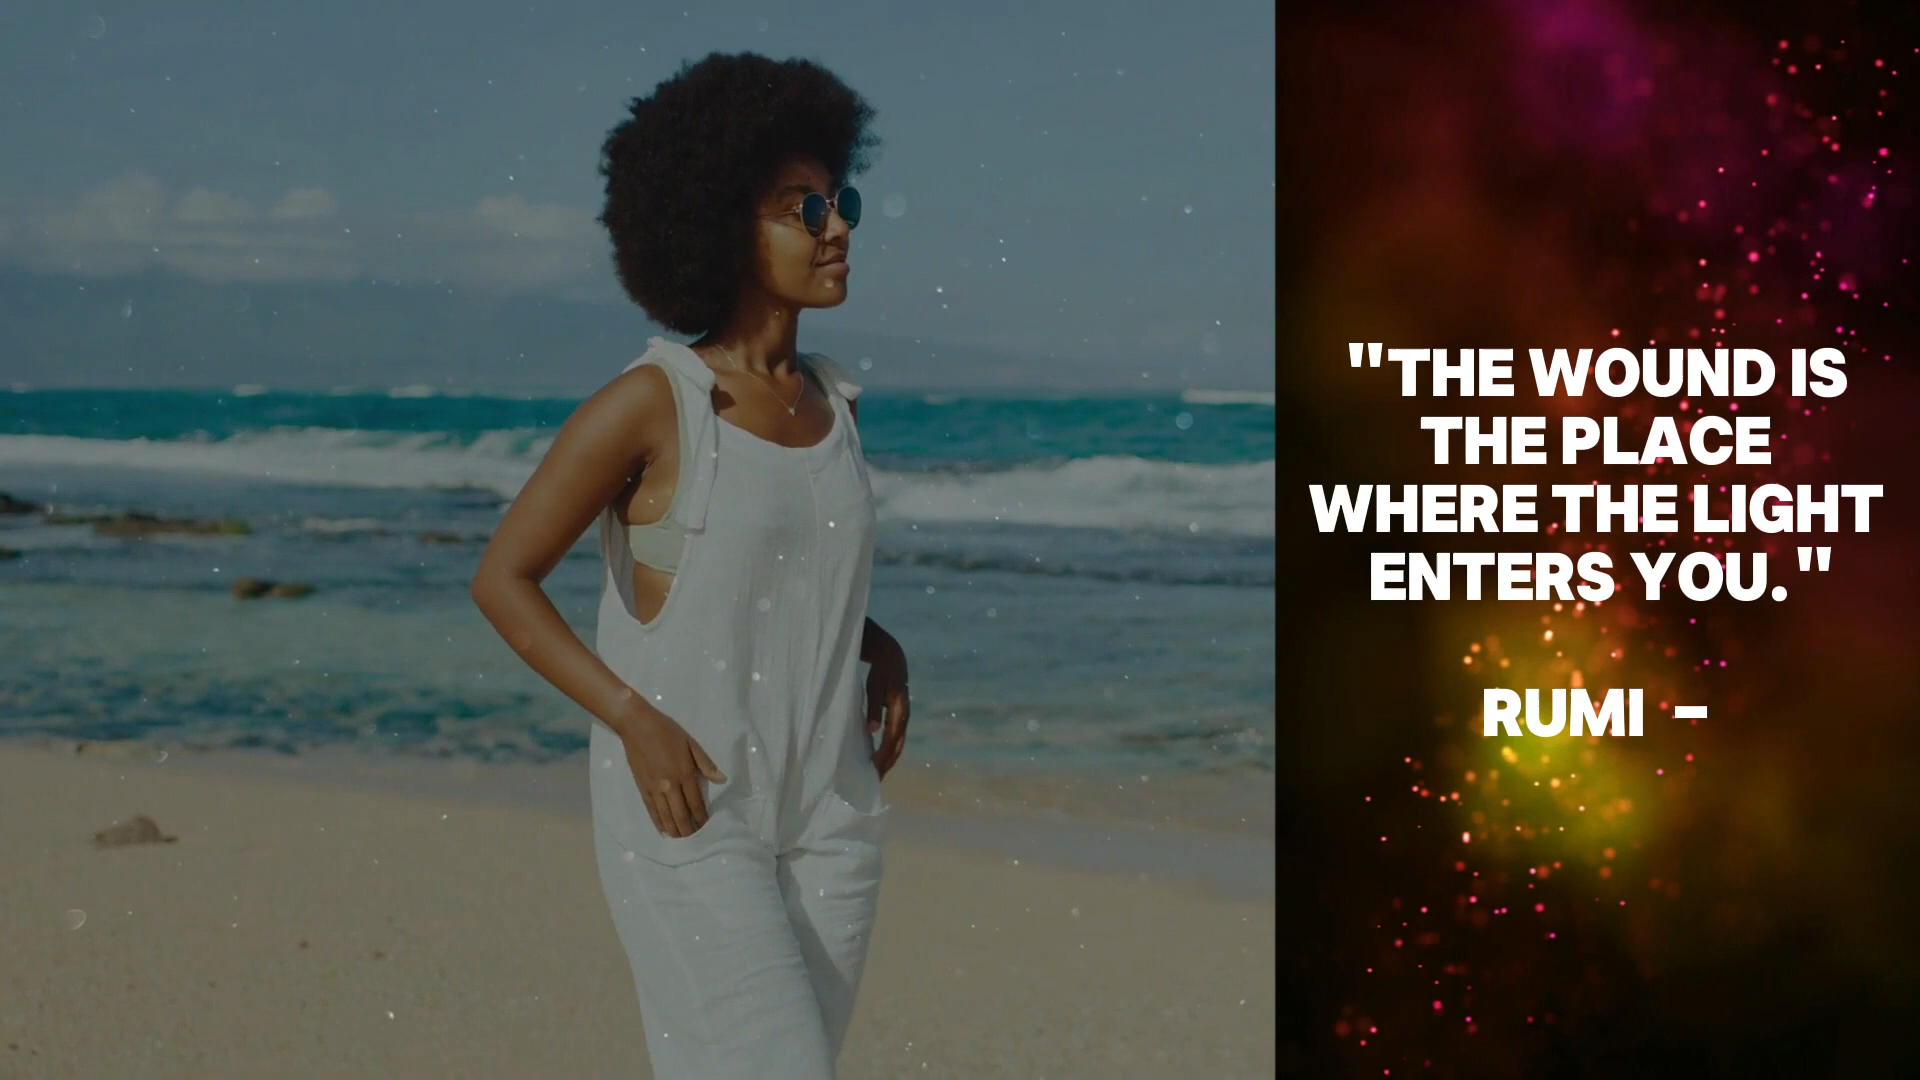 "THE WOUND IS
THE PLACE
WHERE THE LIGHT
ENTERS YOU."
RUMI -